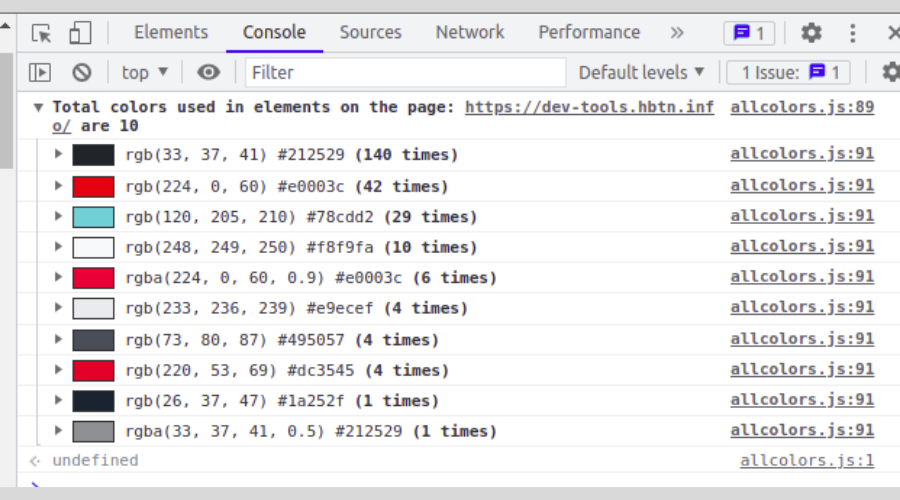 Elements Console Sources Network Performance » 1
top Filter Default levels 1 Issue: 1
Total colors used in elements on the page: https://dev-tools.hbtn.inf allcolors.js:89
o/ are 10
rgb(33, 37, 41) #212529 (140 times) allcolors.js:91
rgb(224, 0, 60) #e0003c (42 times) allcolors.js:91
rgb(120, 205, 210) #78cdd2 (29 times) allcolors.js:91
rgb(248, 249, 250) #f8f9fa (10 times) allcolors.js:91
rgba(224, 0, 60, 0.9) #e0003c (6 times) allcolors.js:91
rgb(233, 236, 239) #e9ecef (4 times) allcolors.js:91
rgb(73, 80, 87) #495057 (4 times) allcolors.js:91
rgb(220, 53, 69) #dc3545 (4 times) allcolors.js:91
rgb(26, 37, 47) #1a252f (1 times) allcolors.js:91
rgba(33, 37, 41, 0.5) #212529 (1 times) allcolors.js:91
undefined allcolors.js:1